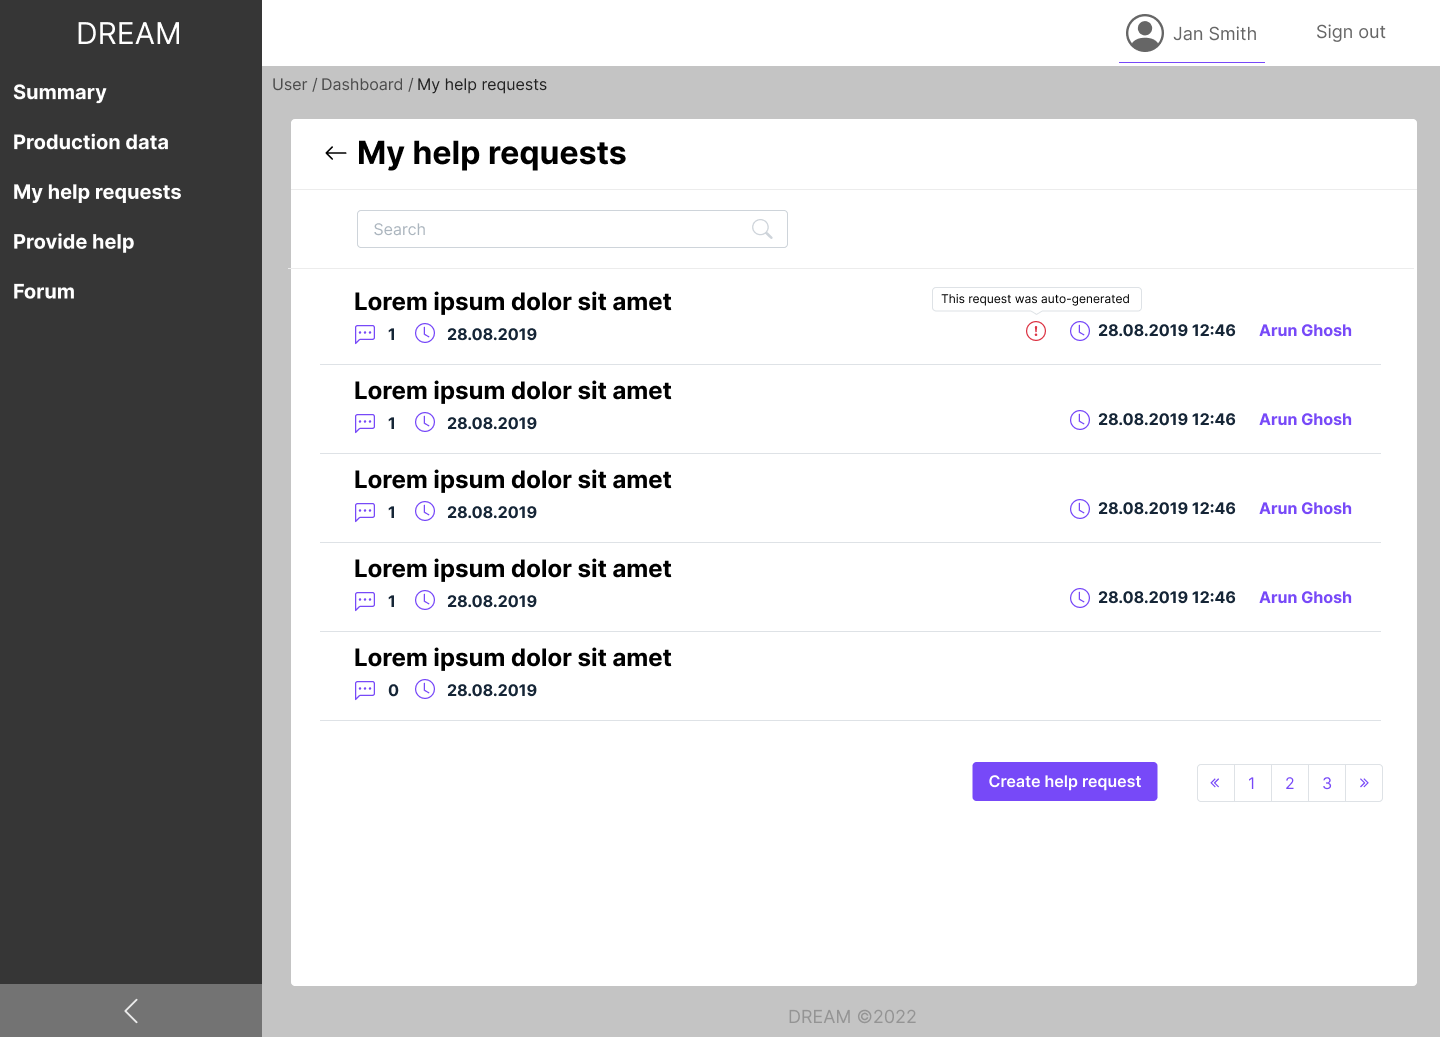 DREAM
Jan Smith
Sign out
Summary
Production data
My help requests
Provide help
Forum
User / Dashboard / My help requests
My help requests
Search
Lorem ipsum dolor sit amet
This request was auto-generated
1 28.08.2019
28.08.2019 12:46 Arun Ghosh
Lorem ipsum dolor sit amet
1 28.08.2019
28.08.2019 12:46 Arun Ghosh
Lorem ipsum dolor sit amet
1 28.08.2019
28.08.2019 12:46 Arun Ghosh
Lorem ipsum dolor sit amet
1 28.08.2019
28.08.2019 12:46 Arun Ghosh
Lorem ipsum dolor sit amet
0 28.08.2019
Create help request
« 1 2 3 »
DREAM ©2022